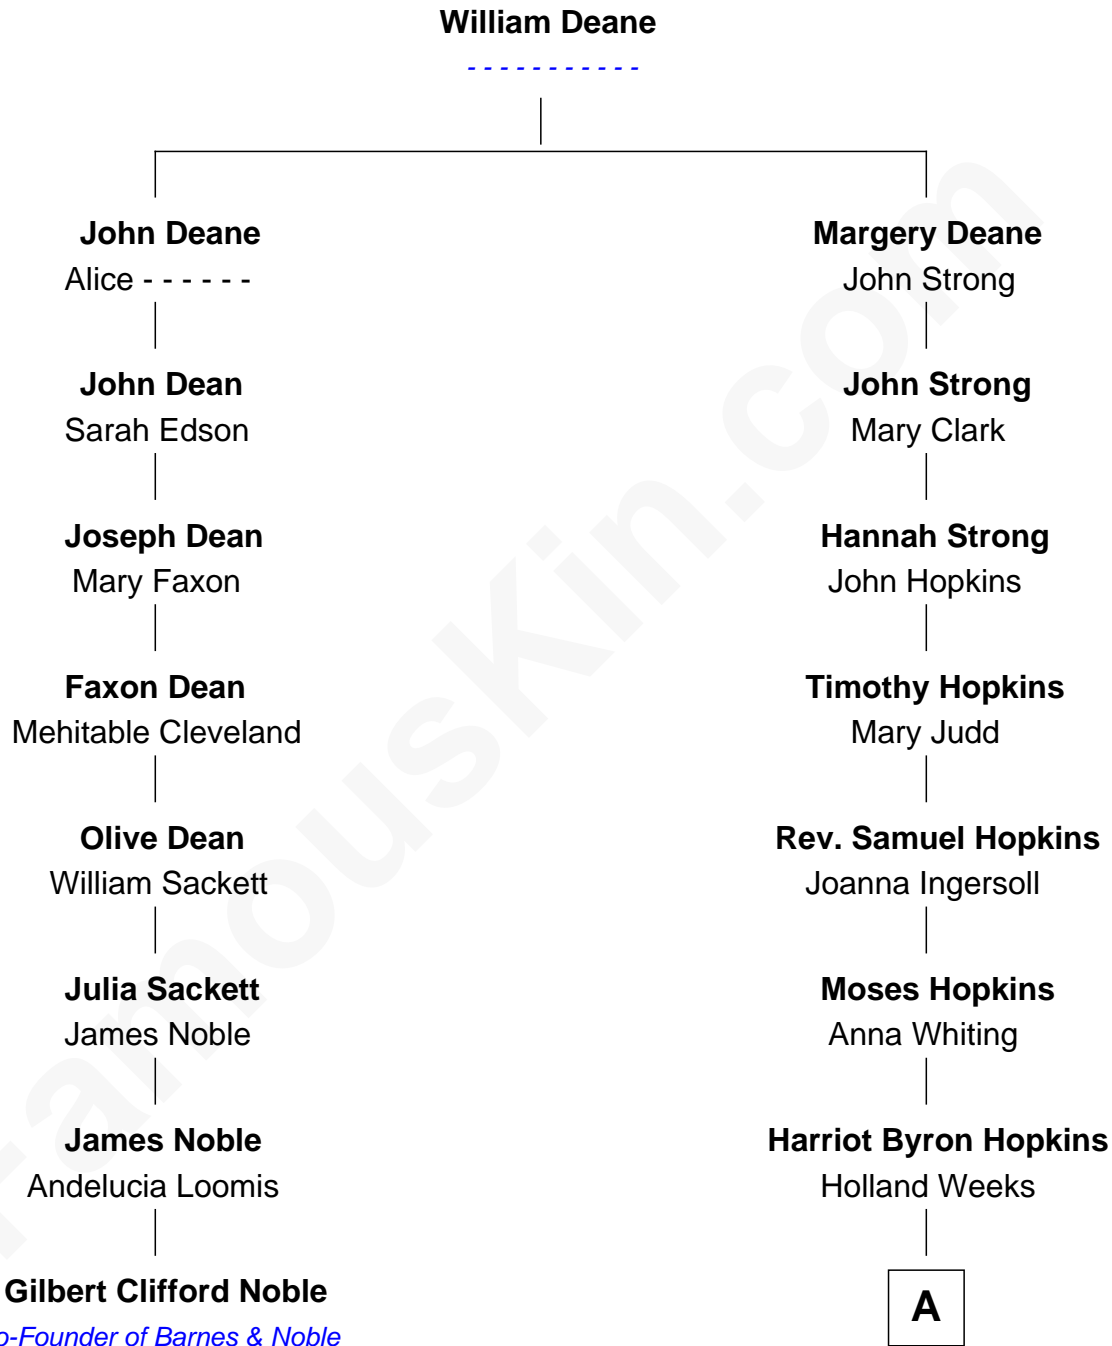 William Deane
- - - - - - - - - - -
John Deane
Alice - - - - - -
Margery Deane
John Strong
John Dean
Sarah Edson
John Strong
Mary Clark
Joseph Dean
Mary Faxon
Hannah Strong
John Hopkins
Faxon Dean
Mehitable Cleveland
Timothy Hopkins
Mary Judd
Olive Dean
William Sackett
Rev. Samuel Hopkins
Joanna Ingersoll
Julia Sackett
James Noble
Moses Hopkins
Anna Whiting
James Noble
Andelucia Loomis
Harriot Byron Hopkins
Holland Weeks
Gilbert Clifford Noble
o-Founder of Barnes & Noble
A
FamousKin.com